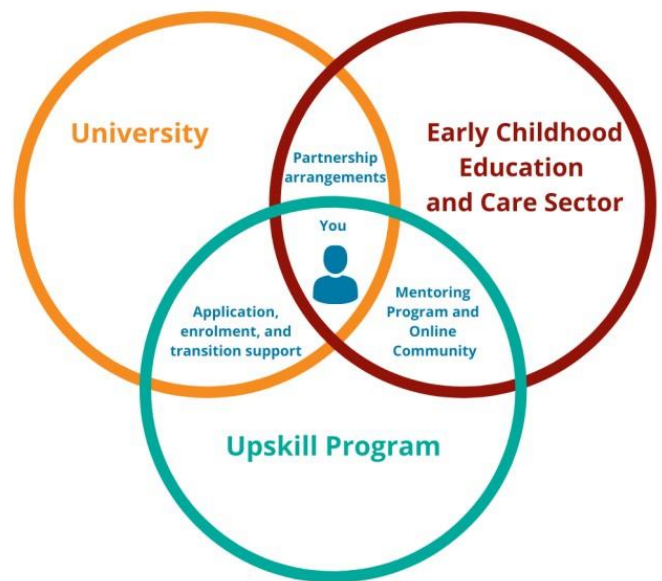 University
Early Childhood
Education
and Care Sector
Partnership
arrangements
You
Application,
enrolment, and
transition support
Mentoring
Program and
Online
Community
Upskill Program